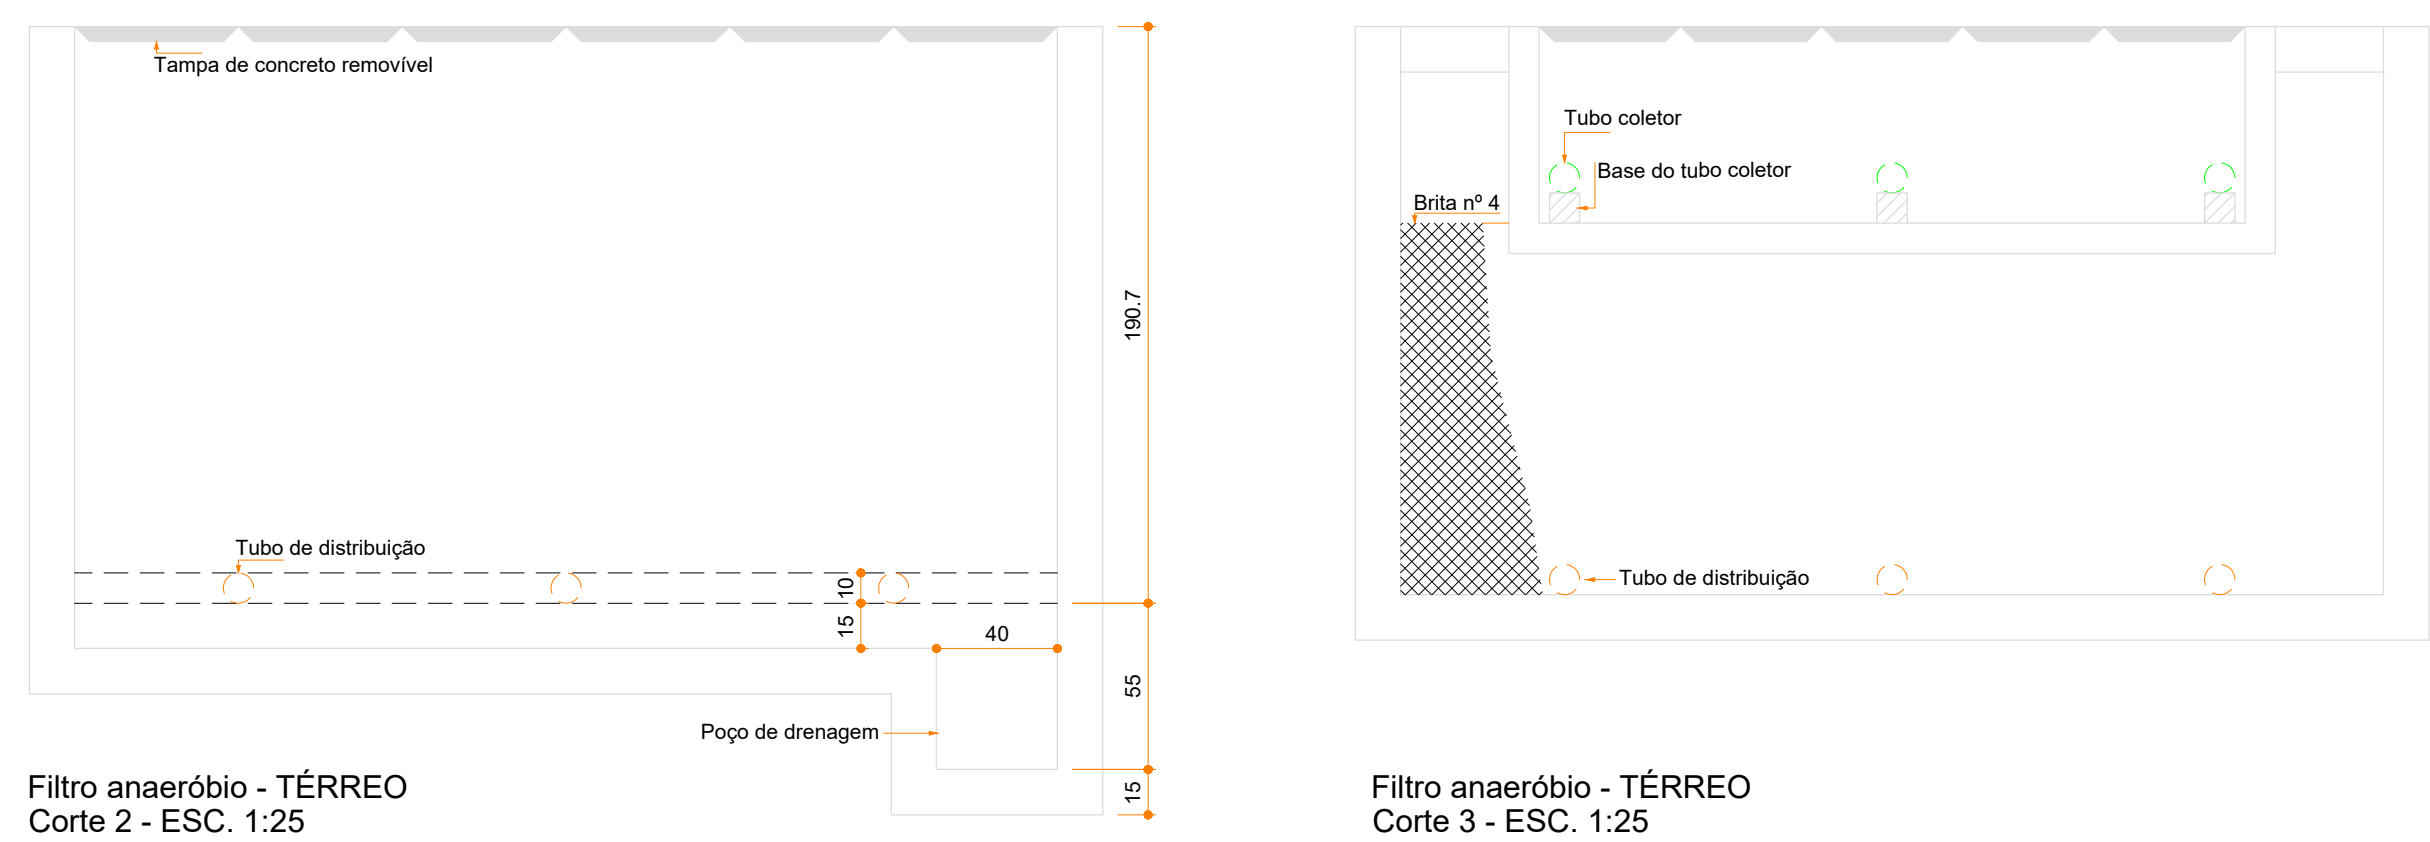 Tampa de concreto removível
190.7
Tubo de distribuição
10
15
40
55
Poço de drenagem
15
Filtro anaeróbio - TÉRREO
Corte 2 - ESC. 1:25
Tubo coletor
Base do tubo coletor
Brita nº 4
Tubo de distribuição
Filtro anaeróbio - TÉRREO
Corte 3 - ESC. 1:25